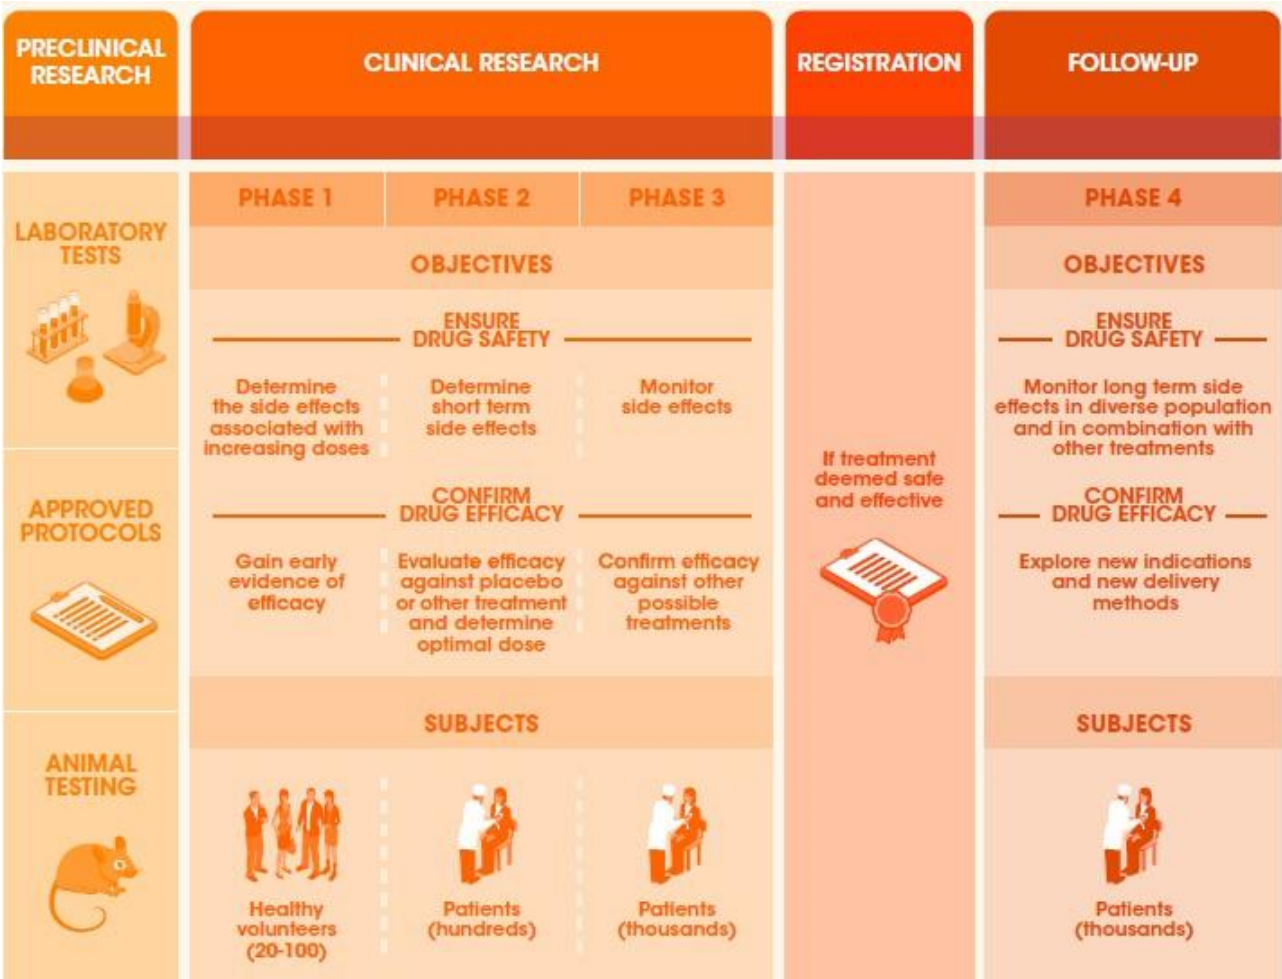 PRECLINICAL
RESEARCH
CLINICAL RESEARCH
REGISTRATION
FOLLOW-UP
LABORATORY
TESTS
APPROVED
PROTOCOLS
ANIMAL
TESTING
PHASE 1
PHASE 2
PHASE 3
OBJECTIVES
ENSURE
DRUG SAFETY
Determine
the side effects
associated with
increasing doses
Determine
short term
side effects
Monitor
side effects
CONFIRM
DRUG EFFICACY
Gain early
evidence of
efficacy
Evaluate efficacy
against placebo
or other treatment
and determine
optimal dose
Confirm efficacy
against other
possible
treatments
SUBJECTS
Healthy
volunteers
(20-100)
Patients
(hundreds)
Patients
(thousands)
If treatment
deemed safe
and effective
PHASE 4
OBJECTIVES
ENSURE
DRUG SAFETY
Monitor long term side
effects in diverse population
and in combination with
other treatments
CONFIRM
DRUG EFFICACY
Explore new indications
and new delivery
methods
SUBJECTS
Patients
(thousands)